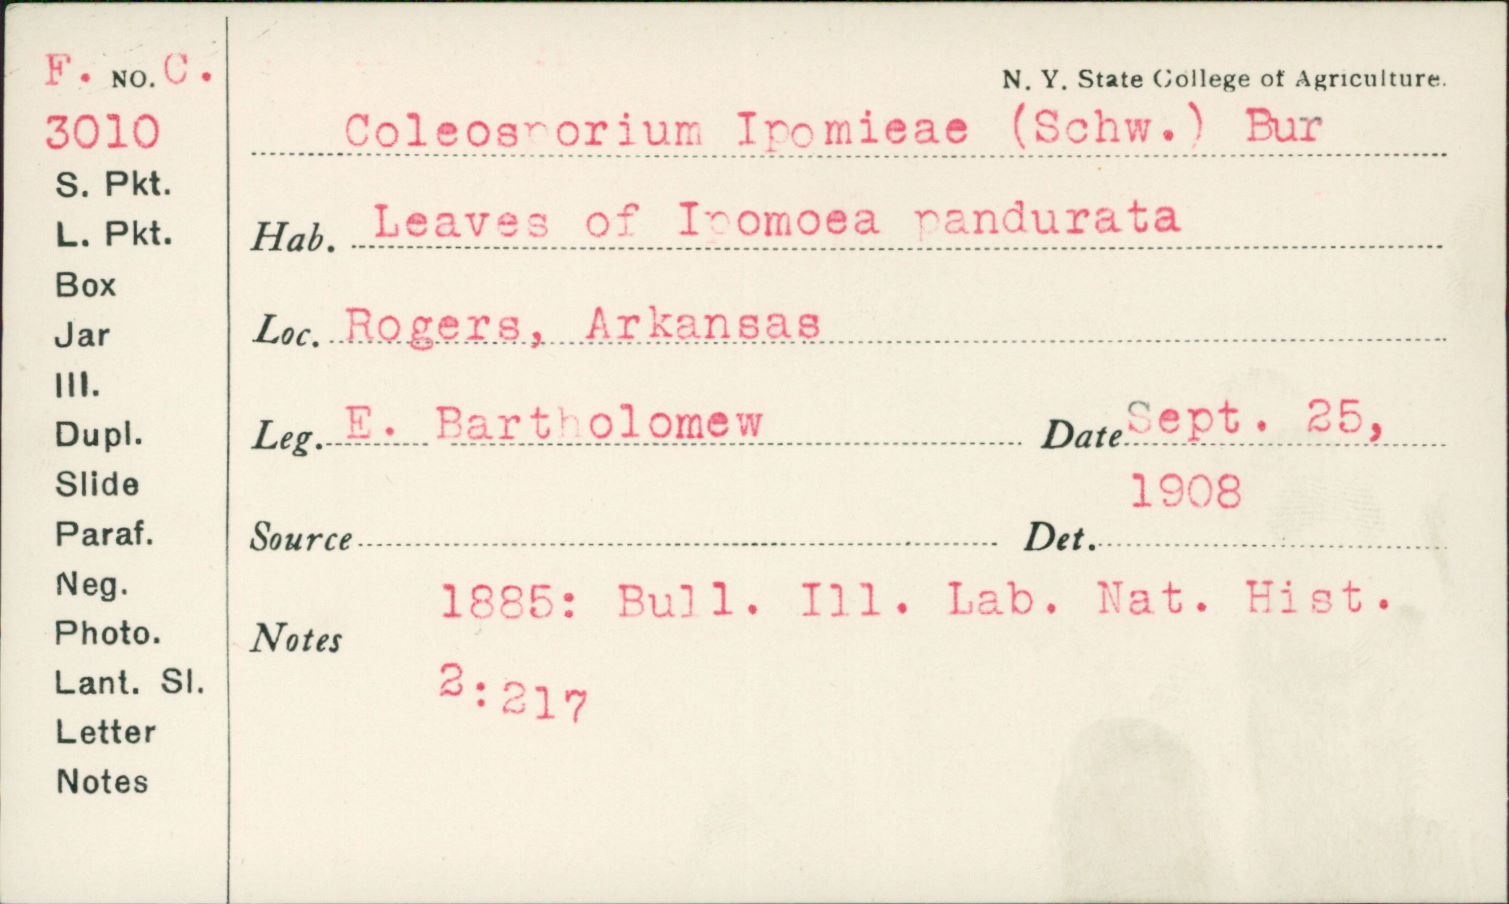 F. NO. C.
3010
S. Pkt.
L. Pkt.
Box
Jar
Ill.
Dupl.
Slide
Paraf.
Neg.
Photo.
Lant. Sl.
Letter
Notes
N. Y. State College of Agriculture.
Coleosporium Ipomieae (Schw.) Bur
Hab. Leaves of Ipomoea pandurata
Loc. Rogers, Arkansas
Leg. E. Bartholomew Date Sept. 25,
1908
Source Det.
Notes 1885: Bull. Ill. Lab. Nat. Hist.
2:217